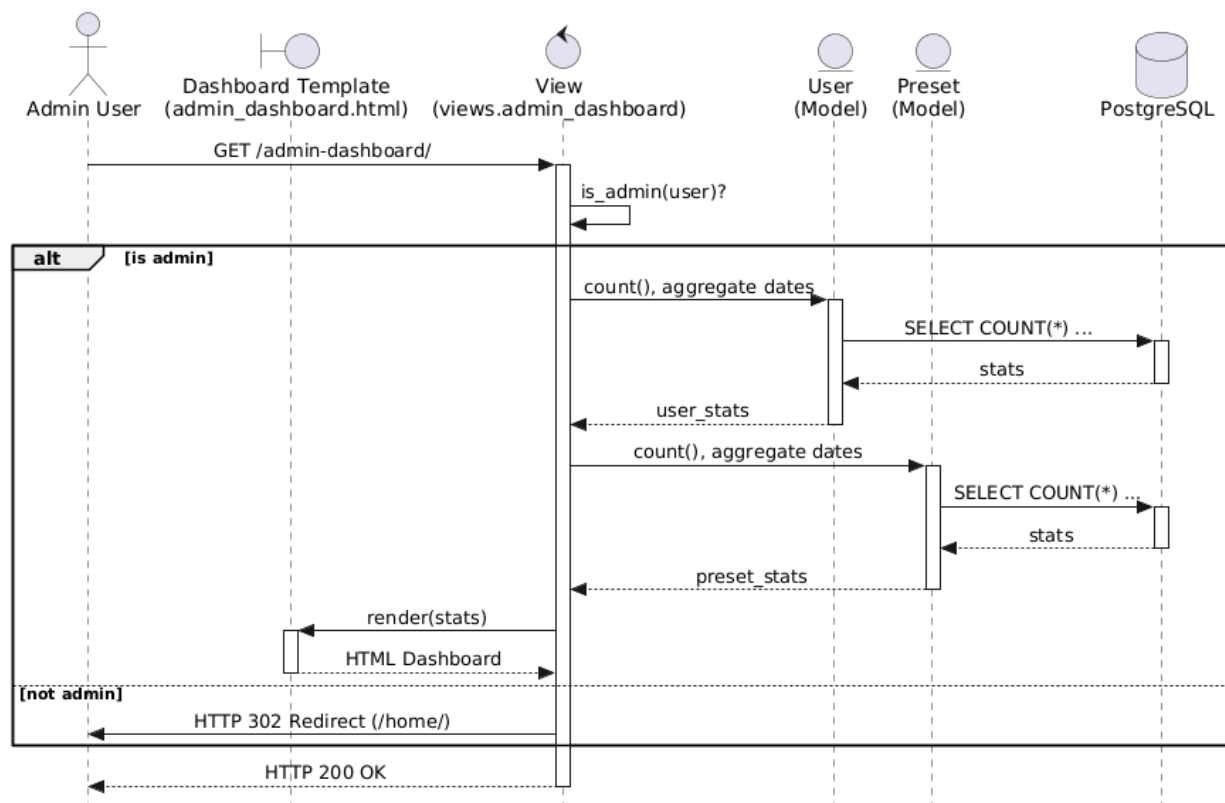 Admin User
Dashboard Template
(admin_dashboard.html)
View
(views.admin_dashboard)
User
(Model)
Preset
(Model)
PostgreSQL
GET /admin-dashboard/
is_admin(user)?
alt
[is admin]
count(), aggregate dates
SELECT COUNT(*) ...
stats
user_stats
count(), aggregate dates
SELECT COUNT(*) ...
stats
preset_stats
render(stats)
HTML Dashboard
[not admin]
HTTP 302 Redirect (/home/)
HTTP 200 OK